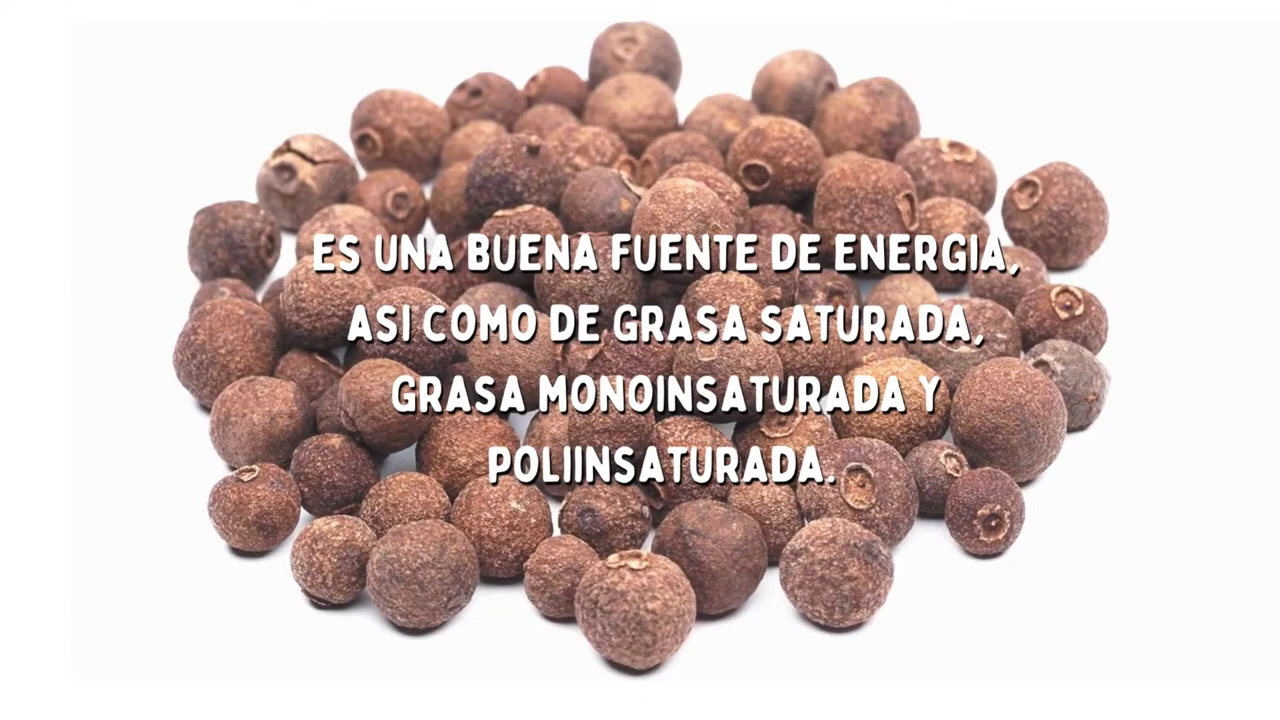 ES UNA BUENA FUENTE DE ENERGIA,
ASI COMO DE GRASA SATURADA,
GRASA MONOINSATURADA Y
POLIINSATURADA.